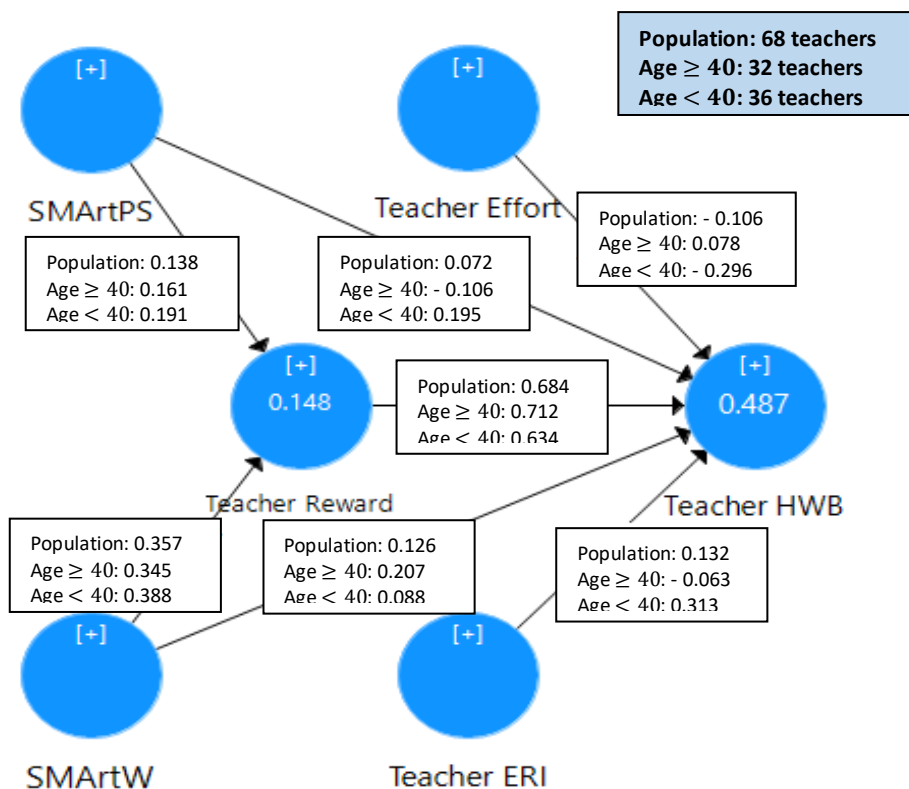 Population: 68 teachers
Age ≥ 40: 32 teachers
Age < 40: 36 teachers
[+]
[+]
SMArtPS
Teacher Effort
Population: - 0.106
Age ≥ 40: 0.078
Age < 40: - 0.296
Population: 0.138
Age ≥ 40: 0.161
Age < 40: 0.191
Population: 0.072
Age ≥ 40: - 0.106
Age < 40: 0.195
[+]
0.148
Population: 0.684
Age ≥ 40: 0.712
Age < 40: 0.634
[+]
0.487
Teacher Reward
Teacher HWB
Population: 0.357
Age ≥ 40: 0.345
Age < 40: 0.388
Population: 0.126
Age ≥ 40: 0.207
Age < 40: 0.088
Population: 0.132
Age ≥ 40: - 0.063
Age < 40: 0.313
[+]
[+]
SMArtW
Teacher ERI